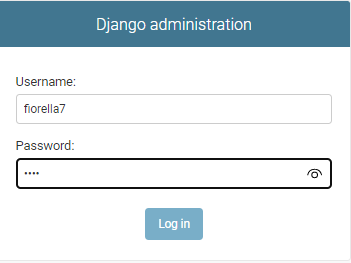 Django administration
Username:
fiorella7
Password:
••••
Log in